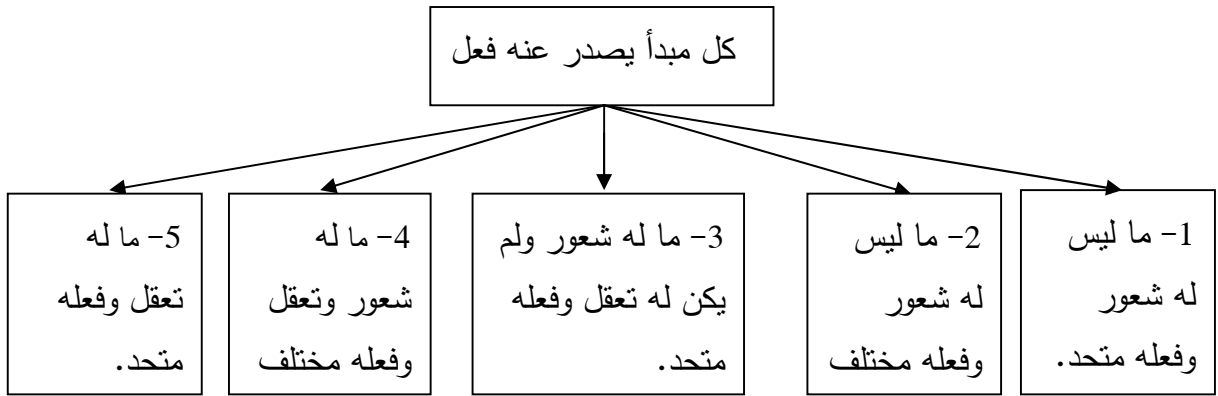 كل مبدأ يصدر عنه فعل
1- ما ليس
له شعور
وفعله متحد.
2- ما ليس
له شعور
وفعله مختلف
3- ما له شعور ولم
يكن له تعقل وفعله
متحد.
4- ما له
شعور وتعقل
وفعله مختلف
5- ما له
تعقل وفعله
متحد.